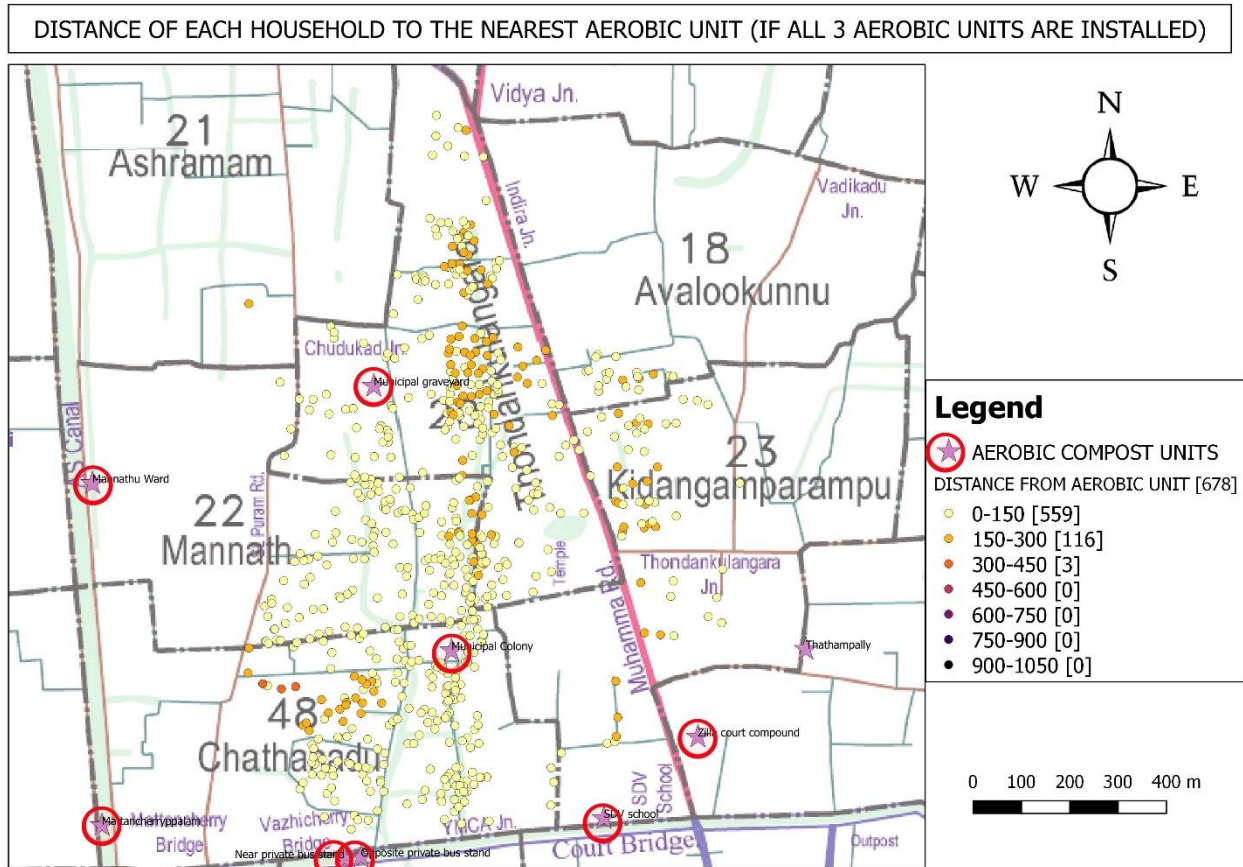 DISTANCE OF EACH HOUSEHOLD TO THE NEAREST AEROBIC UNIT (IF ALL 3 AEROBIC UNITS ARE INSTALLED)
Vidya Jn.
21
Ashramam
Indira Jn.
Vadikadu
Jn.
18
Avalookunnu
Chudukad Jn.
Municipal graveyard
23
Kidangamparampu
Mannathu Ward
22
Mannath
Temple
Thondankulangara
Jn.
Muhamma Rd.
Municipal Colony
Thathampally
48
Chathanadu
Zilla court compound
SDV
School
SDV school
Bridge
Vazhicherry
Bridge
YMCA Jn.
Near private bus stand
Opposite private bus stand
Court Bridge
Outpost
N
W
E
S
Legend
AEROBIC COMPOST UNITS
DISTANCE FROM AEROBIC UNIT [678]
0-150 [559]
150-300 [116]
300-450 [3]
450-600 [0]
600-750 [0]
750-900 [0]
900-1050 [0]
0 100 200 300 400 m